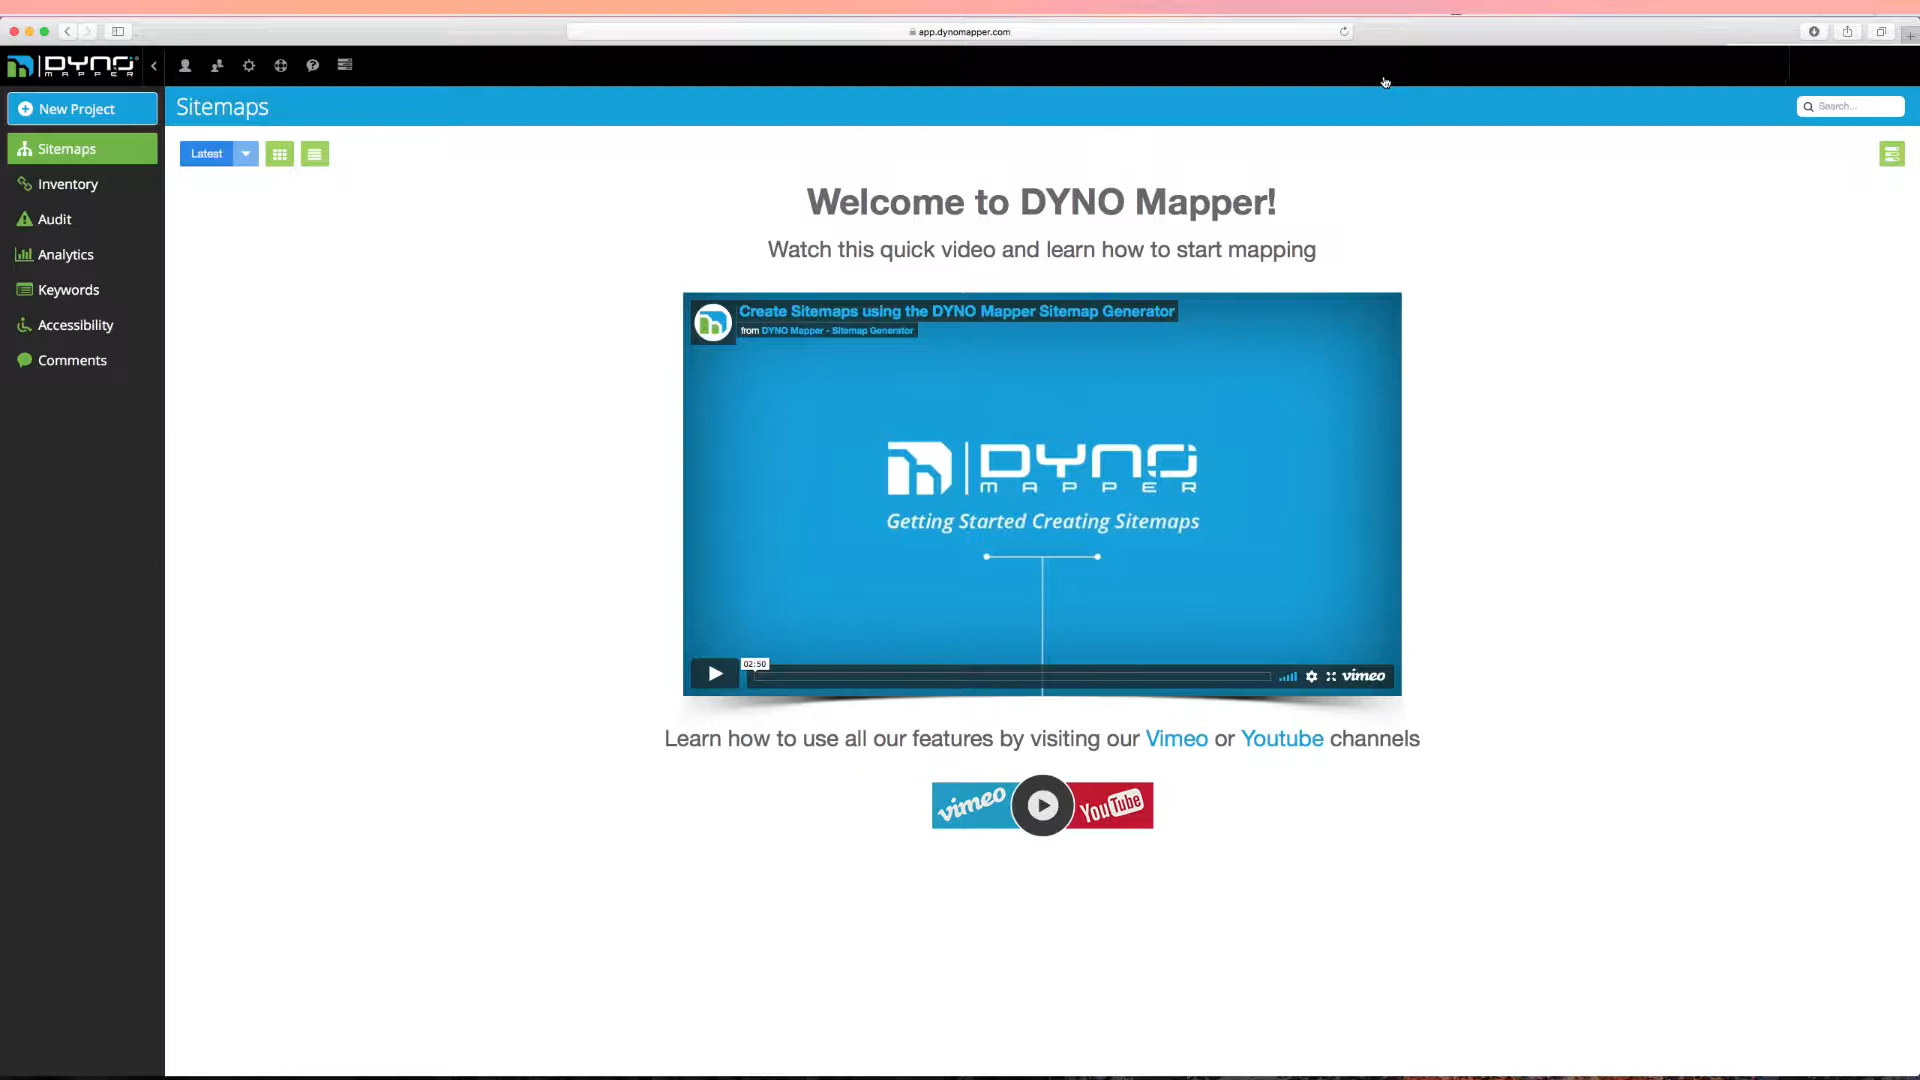 app.dynomapper.com
DYNO
MAPPER
New Project
Sitemaps
Search...
Sitemaps
Inventory
Audit
Analytics
Keywords
Accessibility
Comments
Latest
Welcome to DYNO Mapper!
Watch this quick video and learn how to start mapping
Create Sitemaps using the DYNO Mapper Sitemap Generator
from DYNO Mapper - Sitemap Generator
DYNO
MAPPER
Getting Started Creating Sitemaps
02:50
vimeo
Learn how to use all our features by visiting our Vimeo or Youtube channels
vimeo
YouTube